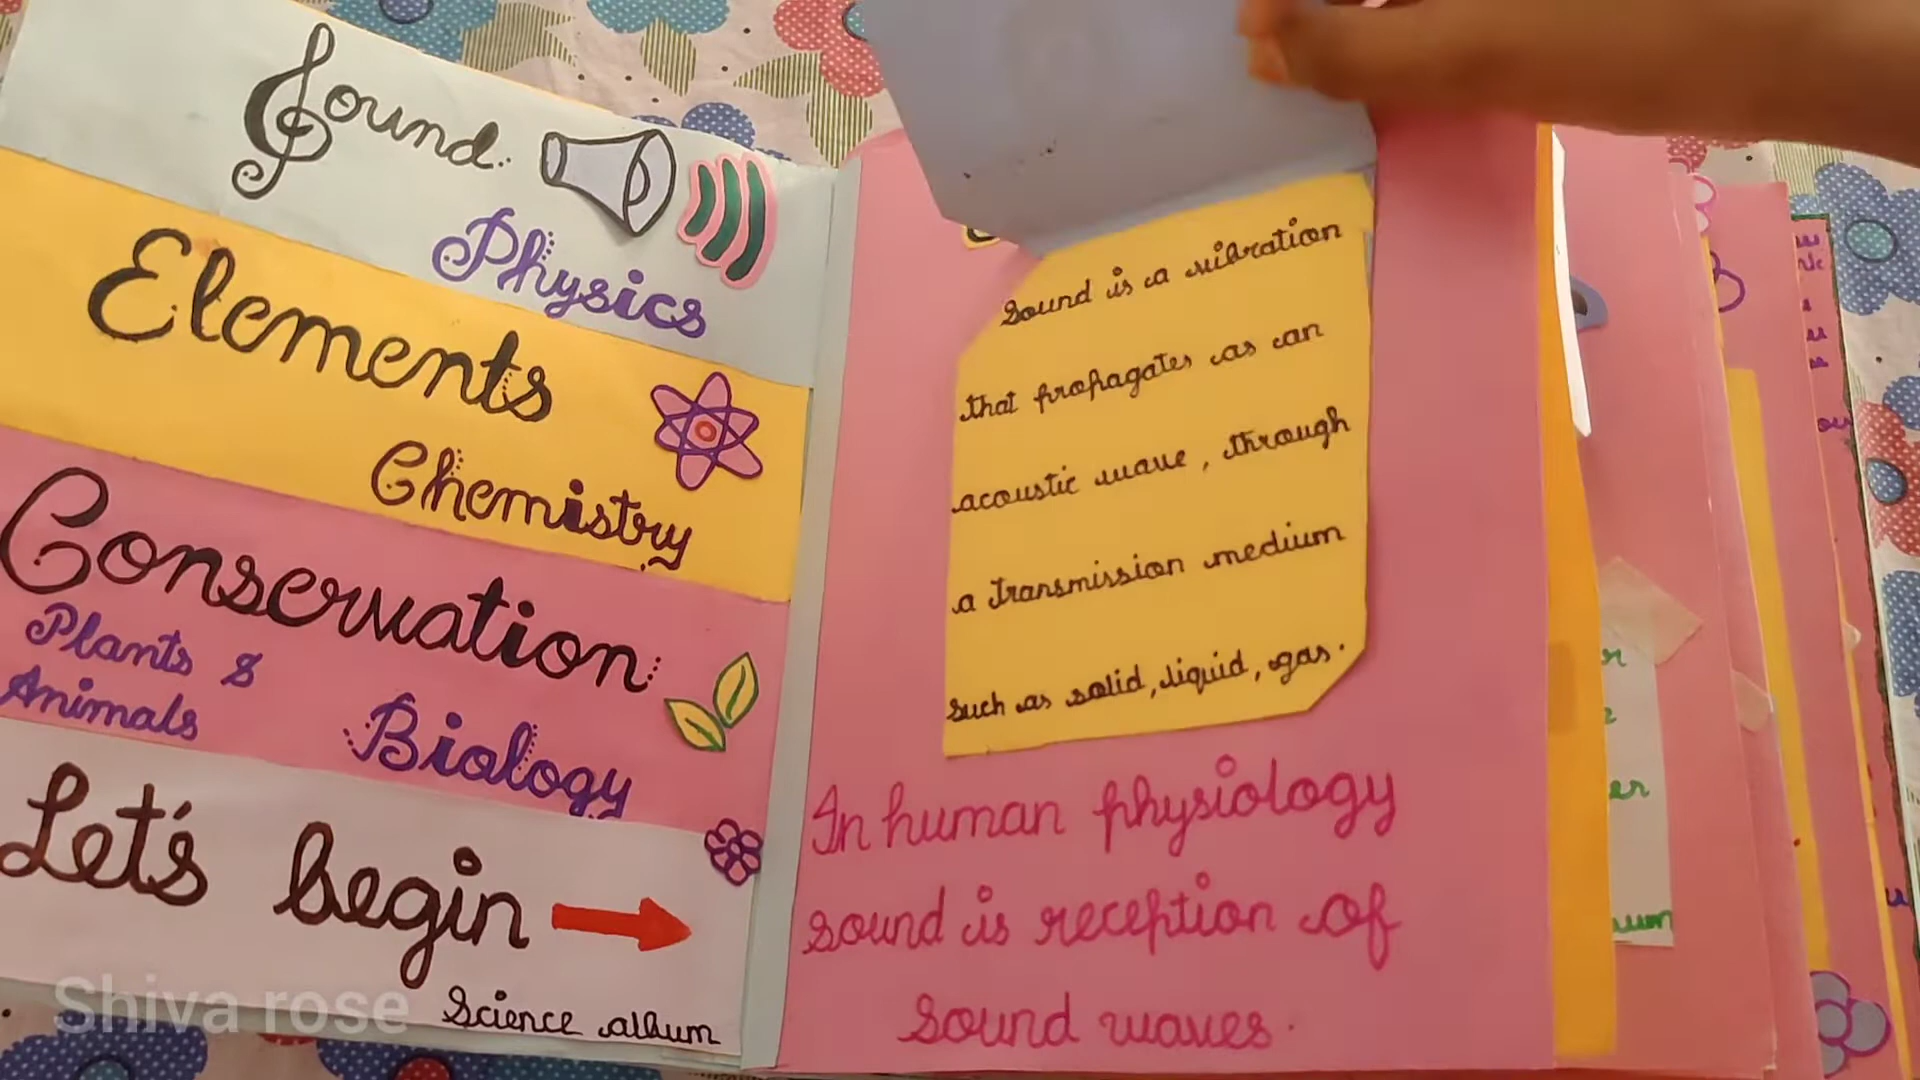 Sound
Physics
Elements
Chemistry
Conservation
Plants &
Animals
Biology
Let's begin
Science album
Shiva rose
Sound is a vibration
that propagates as an
acoustic wave, through
a transmission medium
such as solid, liquid, gas.
In human physiology
sound is reception of
sound waves.